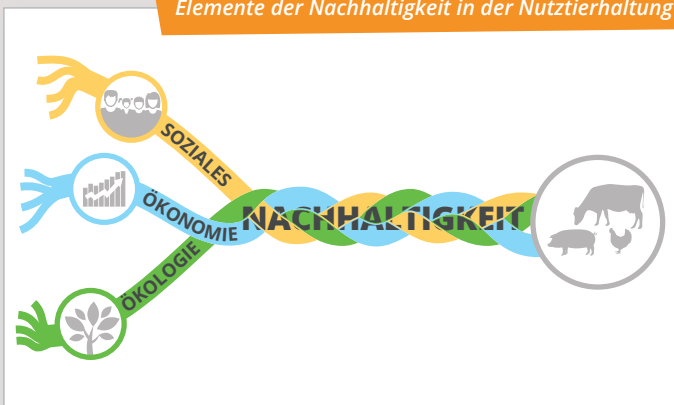 Elemente der Nachhaltigkeit in der Nutztierhaltung
SOZIALES
ÖKONOMIE
NACHHALTIGKEIT
ÖKOLOGIE